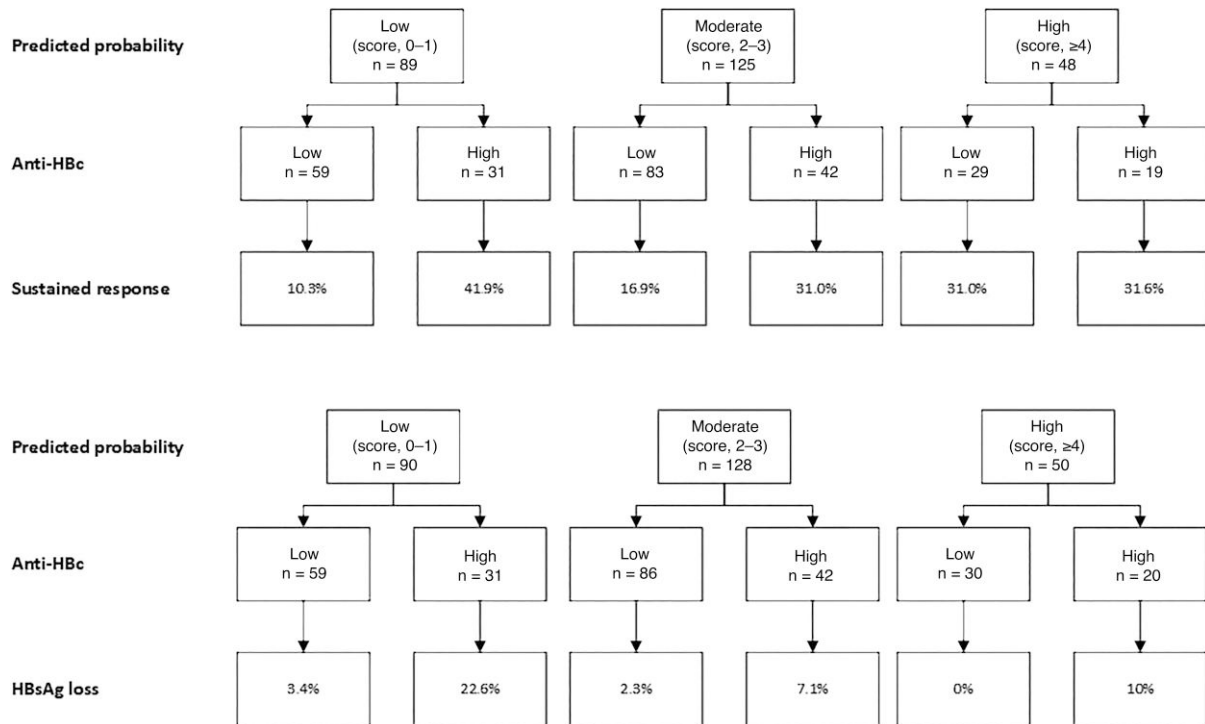 Predicted probability
Low
(score, 0–1)
n = 89
Moderate
(score, 2–3)
n = 125
High
(score, ≥4)
n = 48
Anti-HBc
Low
n = 59
High
n = 31
Low
n = 83
High
n = 42
Low
n = 29
High
n = 19
Sustained response
10.3%
41.9%
16.9%
31.0%
31.0%
31.6%
Predicted probability
Low
(score, 0–1)
n = 90
Moderate
(score, 2–3)
n = 128
High
(score, ≥4)
n = 50
Anti-HBc
Low
n = 59
High
n = 31
Low
n = 86
High
n = 42
Low
n = 30
High
n = 20
HBsAg loss
3.4%
22.6%
2.3%
7.1%
0%
10%